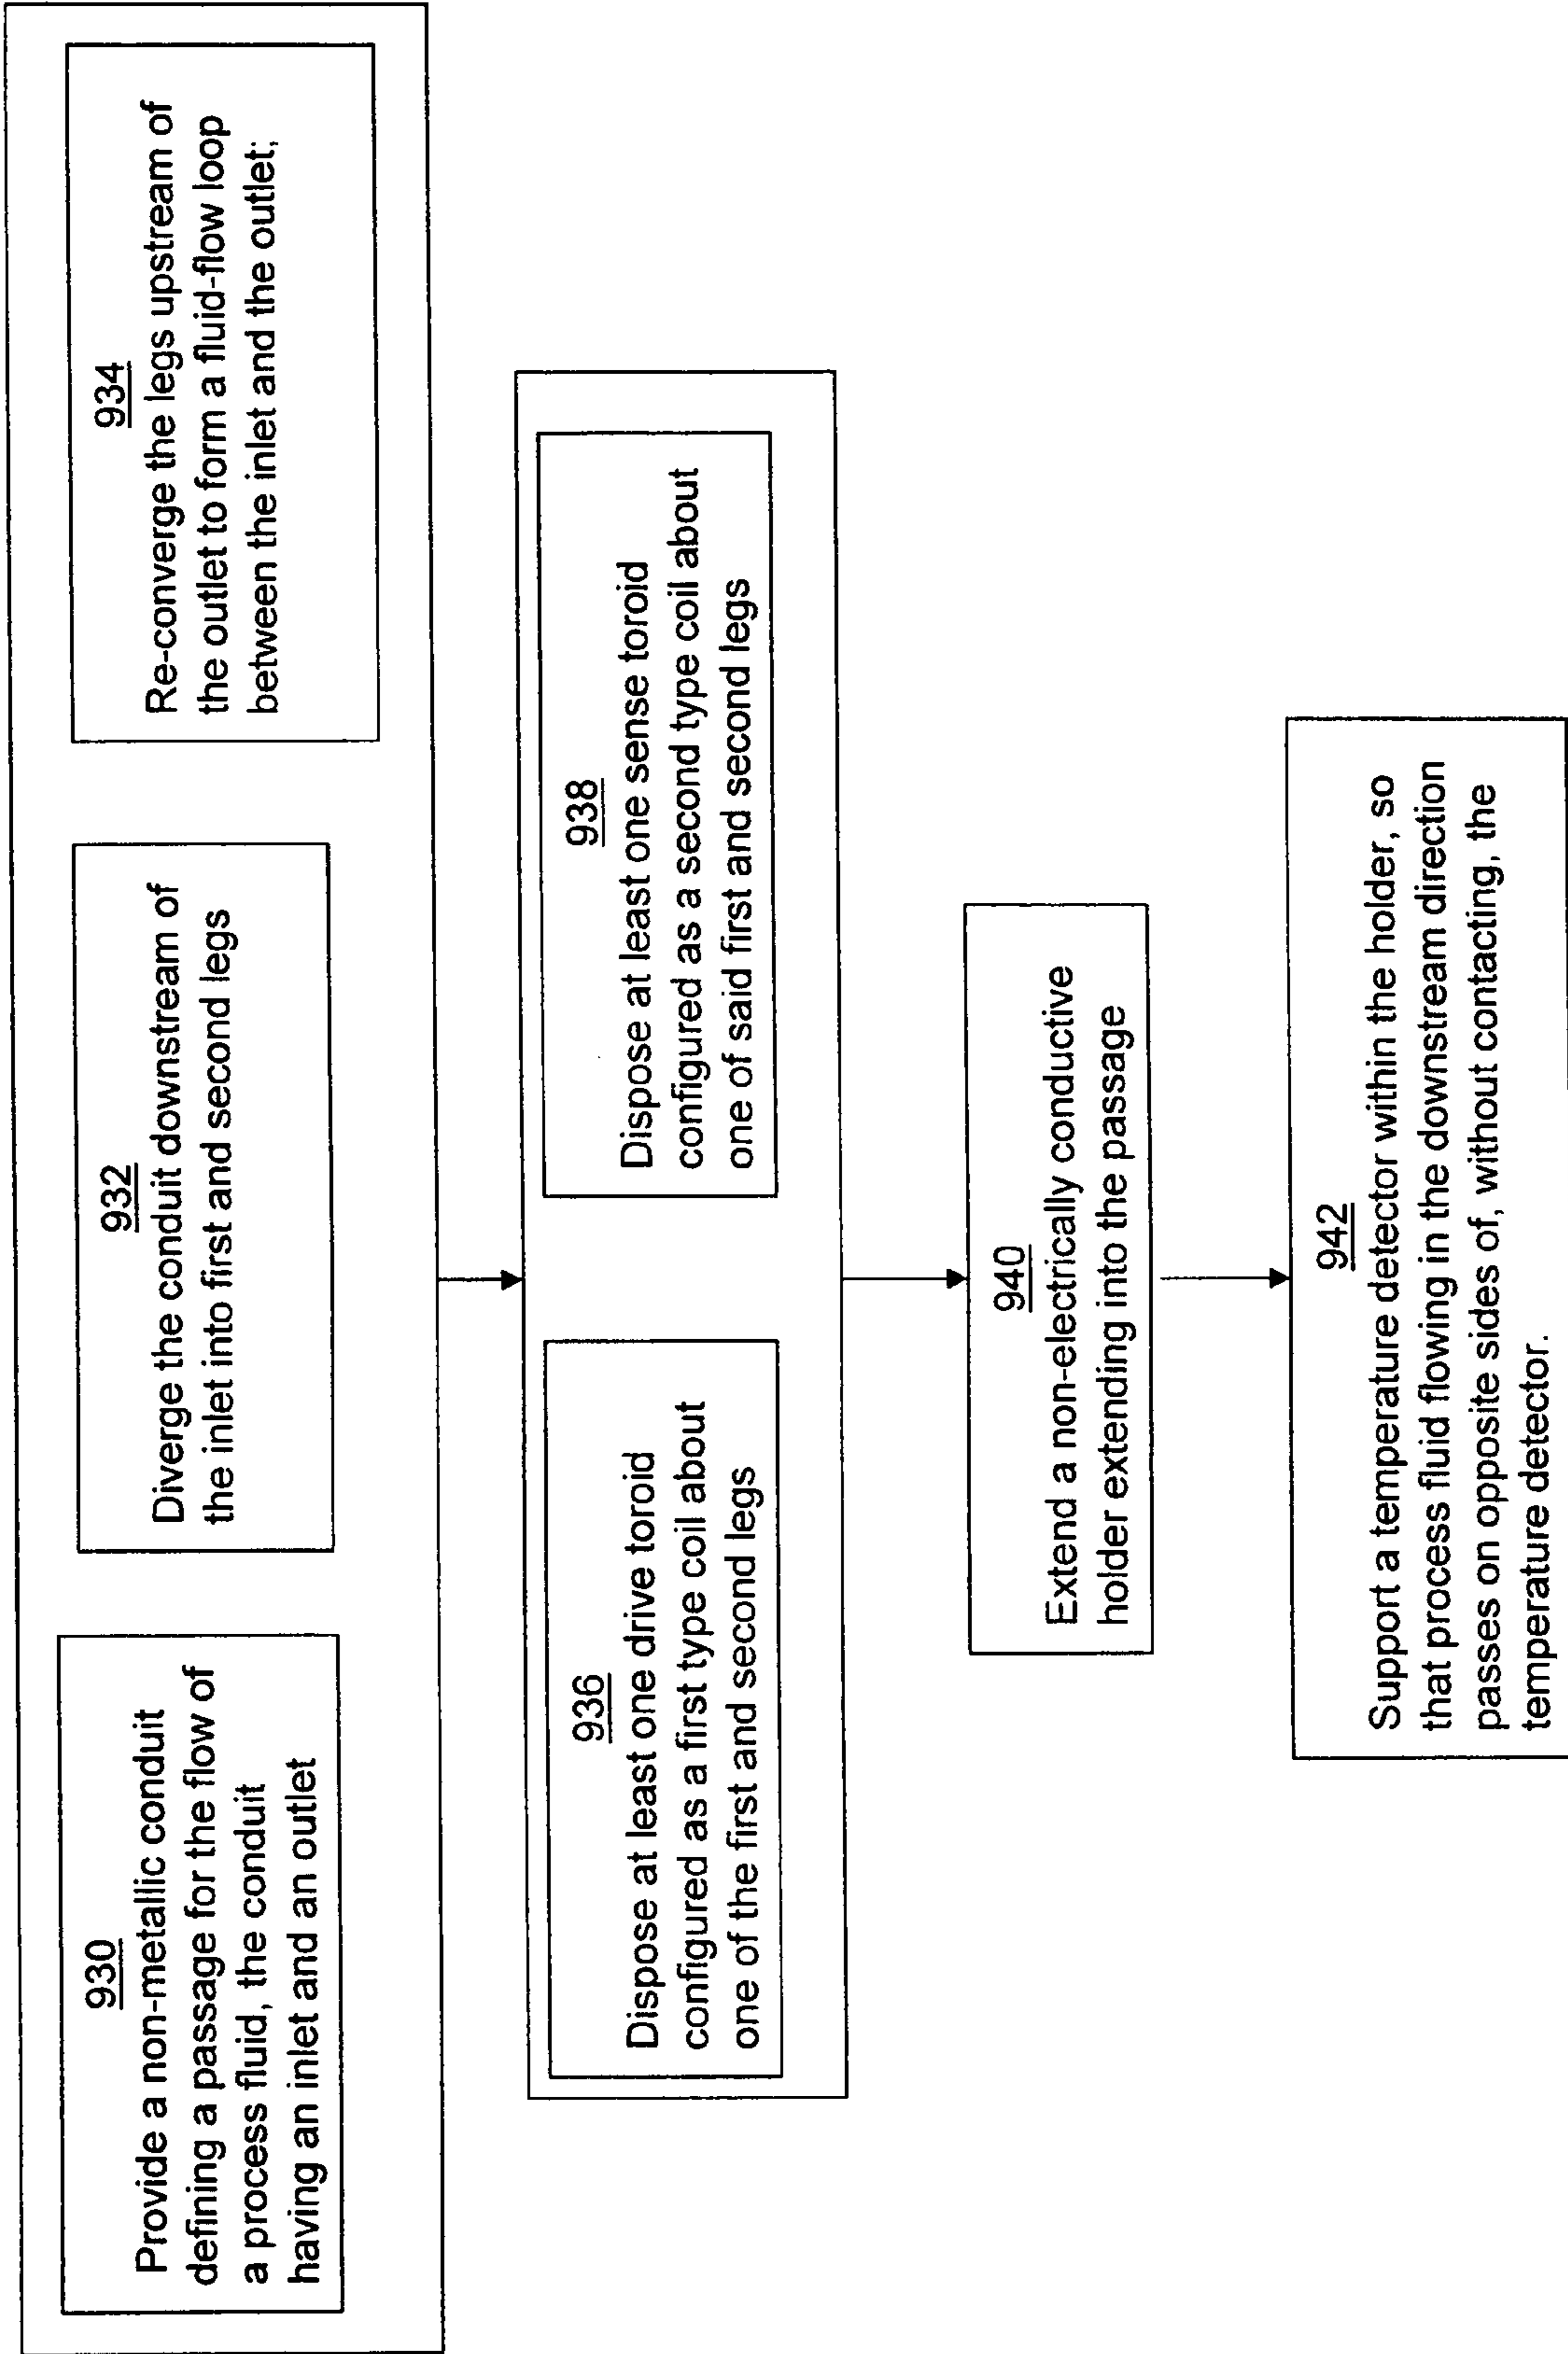 930
Provide a non-metallic conduit
defining a passage for the flow of
a process fluid, the conduit
having an inlet and an outlet
932
Diverge the conduit downstream of
the inlet into first and second legs
934
Re-converge the legs upstream of
the outlet to form a fluid-flow loop
between the inlet and the outlet;
936
Dispose at least one drive toroid
configured as a first type coil about
one of the first and second legs
938
Dispose at least one sense toroid
configured as a second type coil about
one of said first and second legs
940
Extend a non-electrically conductive
holder extending into the passage
942
Support a temperature detector within the holder, so
that process fluid flowing in the downstream direction
passes on opposite sides of, without contacting, the
temperature detector.